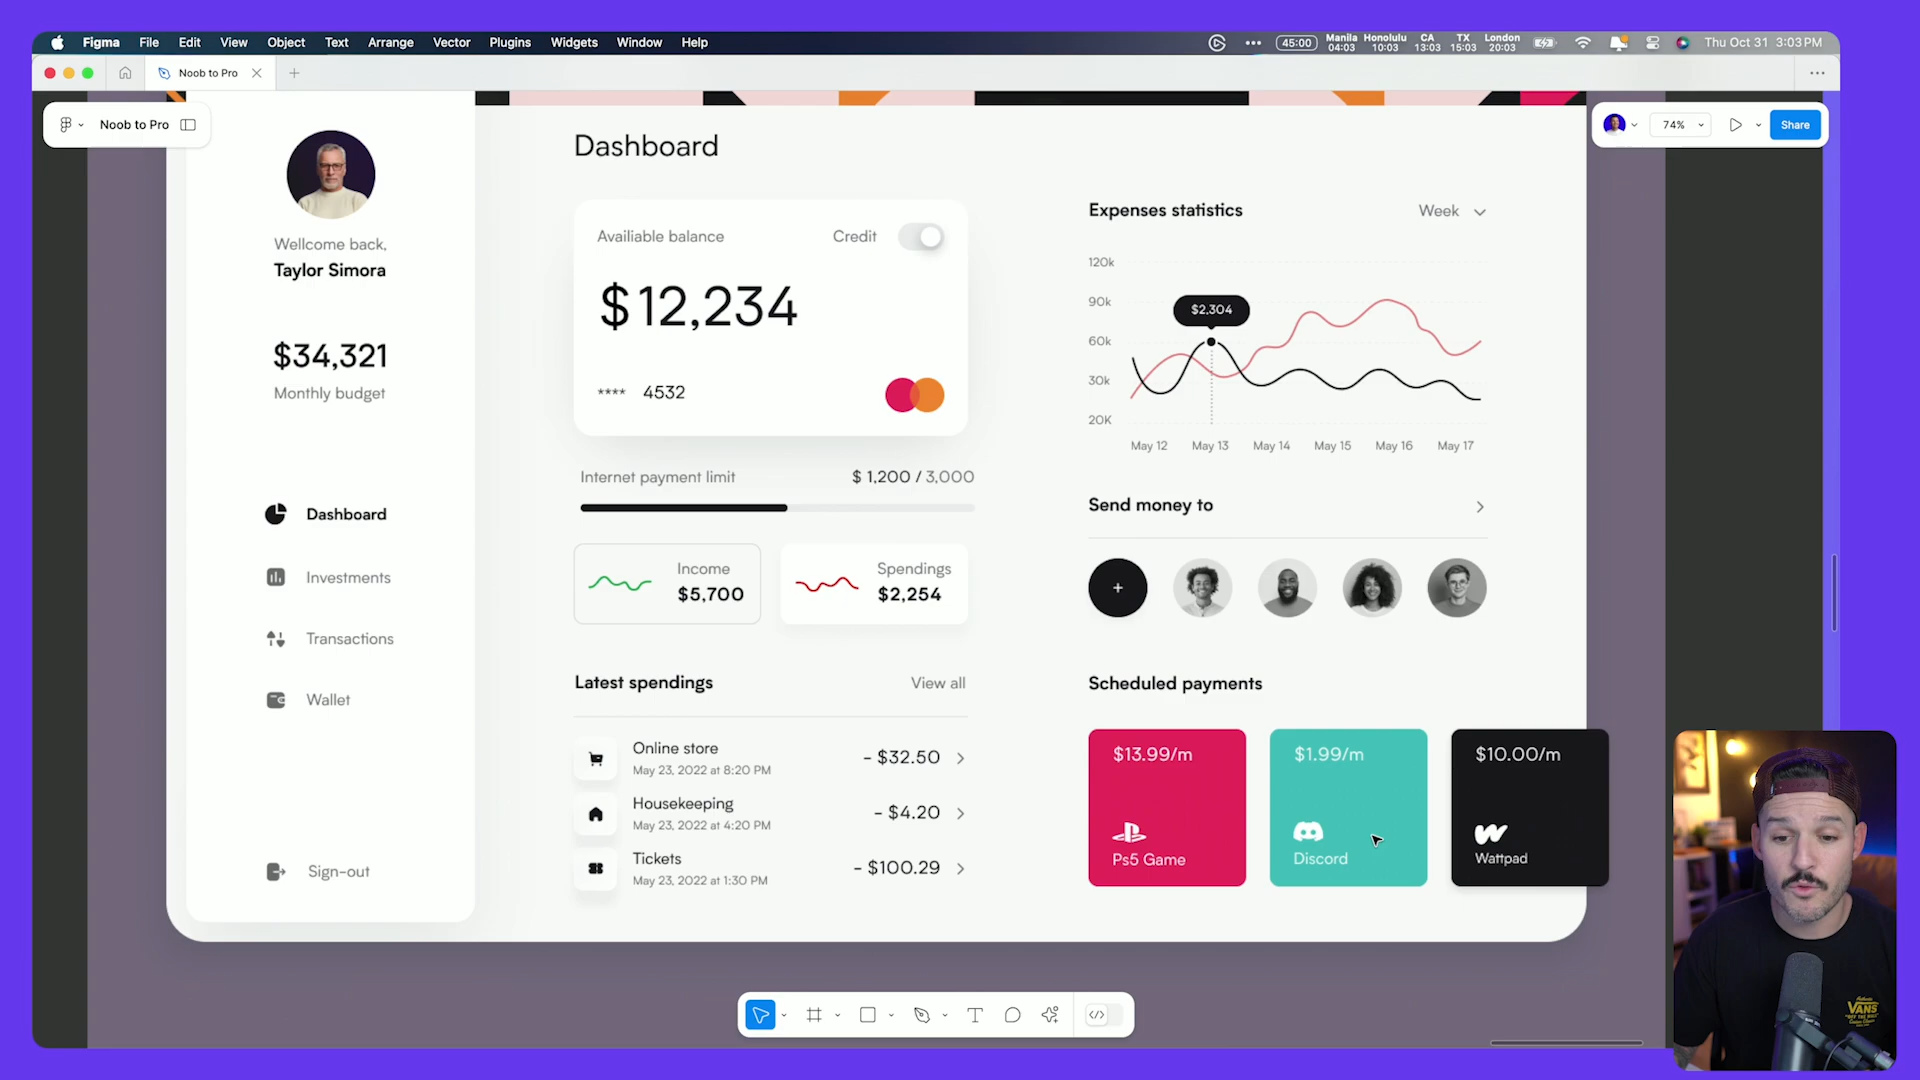 Figma File Edit View Object Text Arrange Vector Plugins Widgets Window Help
45:00 Manila 04:03 Honolulu 10:03 CA 13:03 TX 15:03 London 20:03 Thu Oct 31 3:03 PM
Noob to Pro
Noob to Pro
74%
Share
Wellcome back,
Taylor Simora
$34,321
Monthly budget
Dashboard
Investments
Transactions
Wallet
Sign-out
Dashboard
Availiable balance
Credit
$12,234
**** 4532
Internet payment limit
$ 1,200 / 3,000
Income
$5,700
Spendings
$2,254
Latest spendings
View all
Online store
May 23, 2022 at 8:20 PM
- $32.50
Housekeeping
May 23, 2022 at 4:20 PM
- $4.20
Tickets
May 23, 2022 at 1:30 PM
- $100.29
Expenses statistics
Week
120k
90k
60k
30k
20K
$2,304
May 12 May 13 May 14 May 15 May 16 May 17
Send money to
Scheduled payments
$13.99/m
Ps5 Game
$1.99/m
Discord
$10.00/m
Wattpad
VANS
"OFF THE WALL"